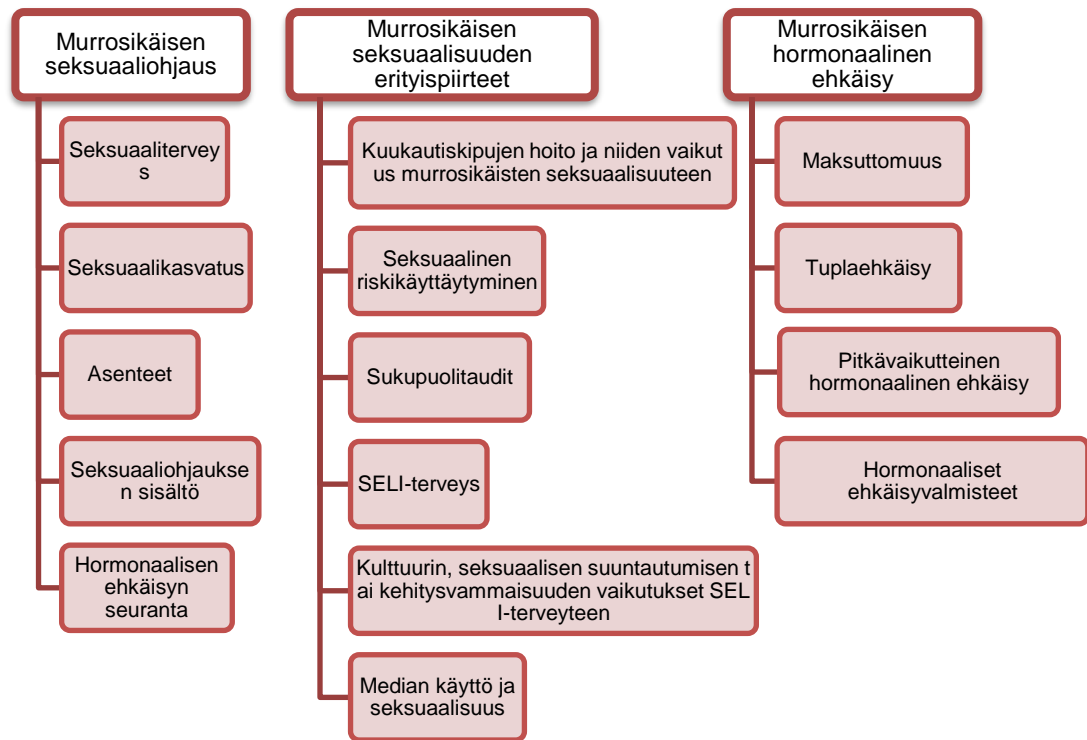 Murrosikäisen
seksuaaliohjaus
Seksuaalitervey
s
Seksuaalikasvatus
Asenteet
Seksuaaliohjaukse
n sisältö
Hormonaalisen
ehkäisyn
seuranta
Murrosikäisen
seksuaalisuuden
erityispiirteet
Kuukautiskipujen hoito ja niiden vaikut
us murrosikäisten seksuaalisuuteen
Seksuaalinen
riskikäyttäytyminen
Sukupuolitaudit
SELI-terveys
Kulttuurin, seksuaalisen suuntautumisen t
ai kehitysvammaisuuden vaikutukset SEL
I-terveyteen
Median käyttö ja
seksuaalisuus
Murrosikäisen
hormonaalinen
ehkäisy
Maksuttomuus
Tuplaehkäisy
Pitkävaikutteinen
hormonaalinen ehkäisy
Hormonaaliset
ehkäisyvalmisteet